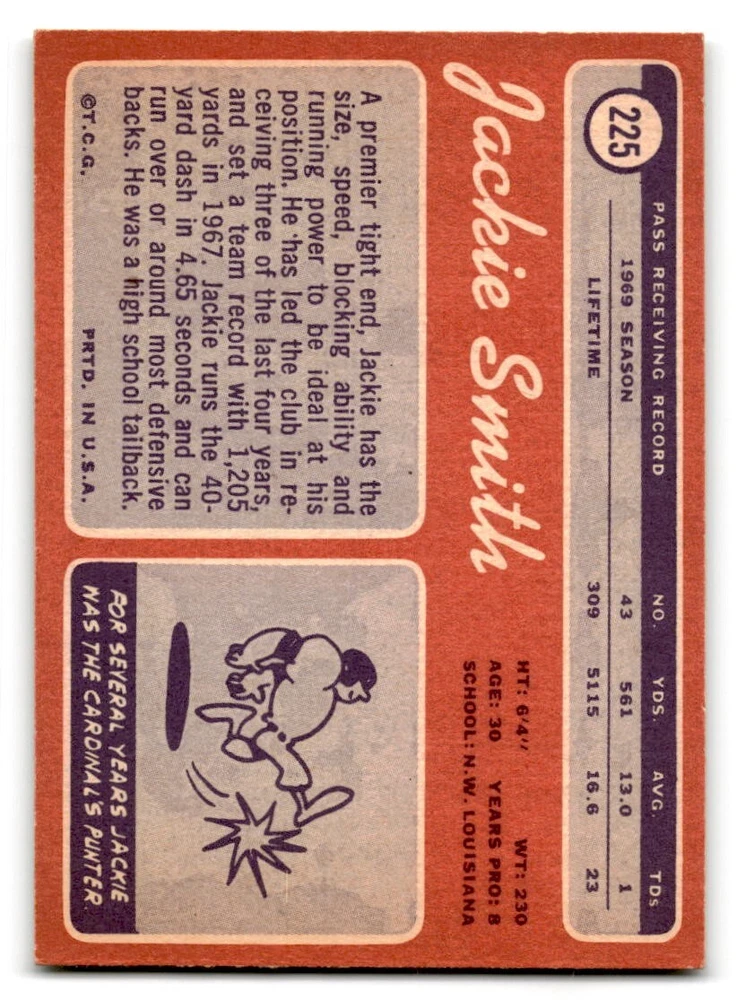 225
PASS RECEIVING RECORD NO. YDS. AVG. TDS
1969 SEASON 43 561 13.0 1
LIFETIME 309 5115 16.6 23
Jackie Smith
HT: 6'4" WT: 230
AGE: 30 YEARS PRO: 8
SCHOOL: N.W. LOUISIANA
A premier tight end, Jackie has the
size, speed, blocking ability and
running power to be ideal at his
position. He has led the club in re-
ceiving three of the last four years,
and set a team record with 1,205
yards in 1967. Jackie runs the 40-
yard dash in 4.65 seconds and can
run over or around most defensive
backs. He was a high school tailback.
©T.C.G. PRTD. IN U.S.A.
FOR SEVERAL YEARS JACKIE
WAS THE CARDINAL'S PUNTER.